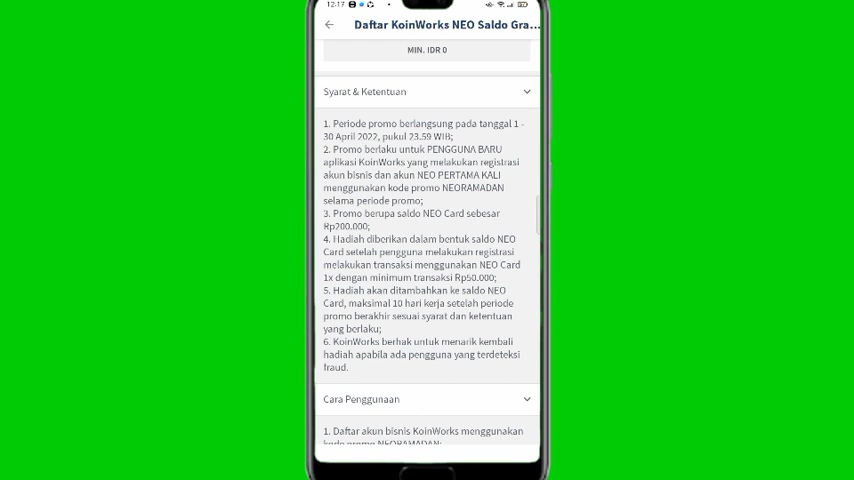 12.17
Daftar KoinWorks NEO Saldo Gra...
MIN. IDR 0
Syarat & Ketentuan
1. Periode promo berlangsung pada tanggal 1 -
30 April 2022, pukul 23.59 WIB;
2. Promo berlaku untuk PENGGUNA BARU
aplikasi KoinWorks yang melakukan registrasi
akun bisnis dan akun NEO PERTAMA KALI
menggunakan kode promo NEORAMADAN
selama periode promo;
3. Promo berupa saldo NEO Card sebesar
Rp200.000;
4. Hadiah diberikan dalam bentuk saldo NEO
Card setelah pengguna melakukan registrasi
melakukan transaksi menggunakan NEO Card
1x dengan minimum transaksi Rp50.000;
5. Hadiah akan ditambahkan ke saldo NEO
Card, maksimal 10 hari kerja setelah periode
promo berakhir sesuai syarat dan ketentuan
yang berlaku;
6. KoinWorks berhak untuk menarik kembali
hadiah apabila ada pengguna yang terdeteksi
fraud.
Cara Penggunaan
1. Daftar akun bisnis KoinWorks menggunakan
kode promo NEORAMADAN;